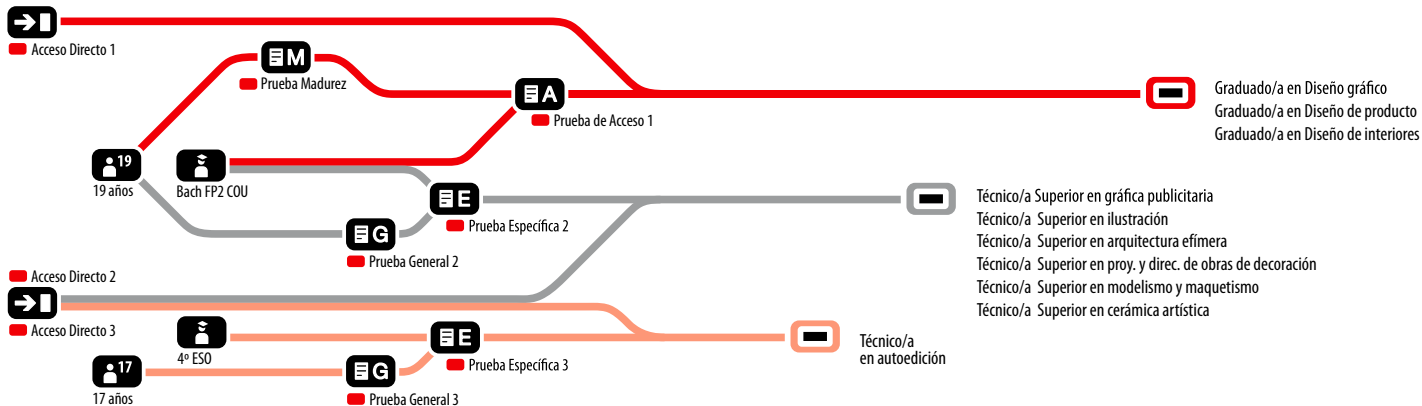 Acceso Directo 1
M
Prueba Madurez
A
Prueba de Acceso 1
Graduado/a en Diseño gráfico
Graduado/a en Diseño de producto
Graduado/a en Diseño de interiores
19
19 años
Bach FP2 COU
E
Prueba Específica 2
G
Prueba General 2
Técnico/a Superior en gráfica publicitaria
Técnico/a Superior en ilustración
Técnico/a Superior en arquitectura efímera
Técnico/a Superior en proy. y direc. de obras de decoración
Técnico/a Superior en modelismo y maquetismo
Técnico/a Superior en cerámica artística
Acceso Directo 2
Acceso Directo 3
4º ESO
E
Prueba Específica 3
17
17 años
G
Prueba General 3
Técnico/a
en autoedición